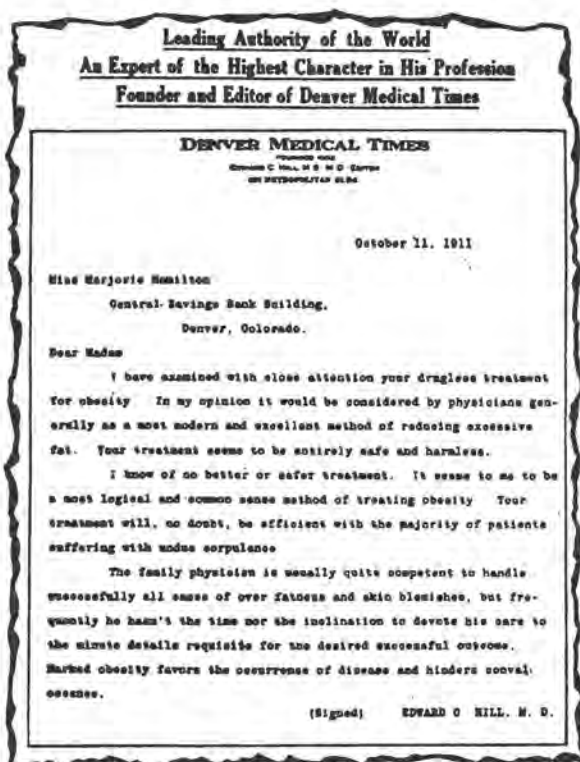 Leading Authority of the World
An Expert of the Highest Character in His Profession
Founder and Editor of Denver Medical Times
DENVER MEDICAL TIMES
EDWARD C. HILL, M. S. M. D. EDITOR
METROPOLITAN BLDG.
October 11, 1911
Miss Marjorie Hamilton
Central Savings Bank Building,
Denver, Colorado.
Dear Madam
I have examined with close attention your drugless treatment
for obesity In my opinion it would be considered by physicians gen-
erally as a most modern and excellent method of reducing excessive
fat. Your treatment seems to be entirely safe and harmless.
I know of no better or safer treatment. It seems to me to be
a most logical and common sense method of treating obesity Your
treatment will, no doubt, be efficient with the majority of patients
suffering with undue corpulence
The family physician is usually quite competent to handle
successfully all cases of over fatness and skin blemishes, but fre-
quently he hasn't the time nor the inclination to devote his care to
the minute details requisite for the desired successful outcome.
Marked obesity favors the occurrence of disease and hinders conval-
escence.
(Signed) EDWARD C HILL, M. D.